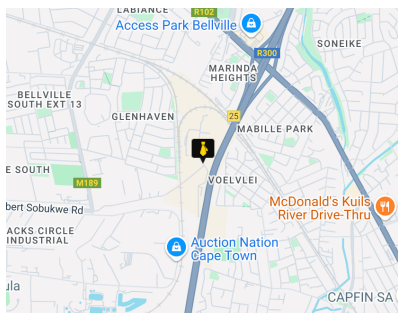 LABIANCE
R102
Access Park Bellville
R300
SONEIKE
MARINDA
HEIGHTS
BELLVILLE
SOUTH EXT 13
GLENHAVEN
25
MABILLE PARK
E SOUTH
M189
VOELVLEI
bert Sobukwe Rd
McDonald's Kuils
River Drive-Thru
ACKS CIRCLE
INDUSTRIAL
Auction Nation
Cape Town
ula
CAPFIN SA